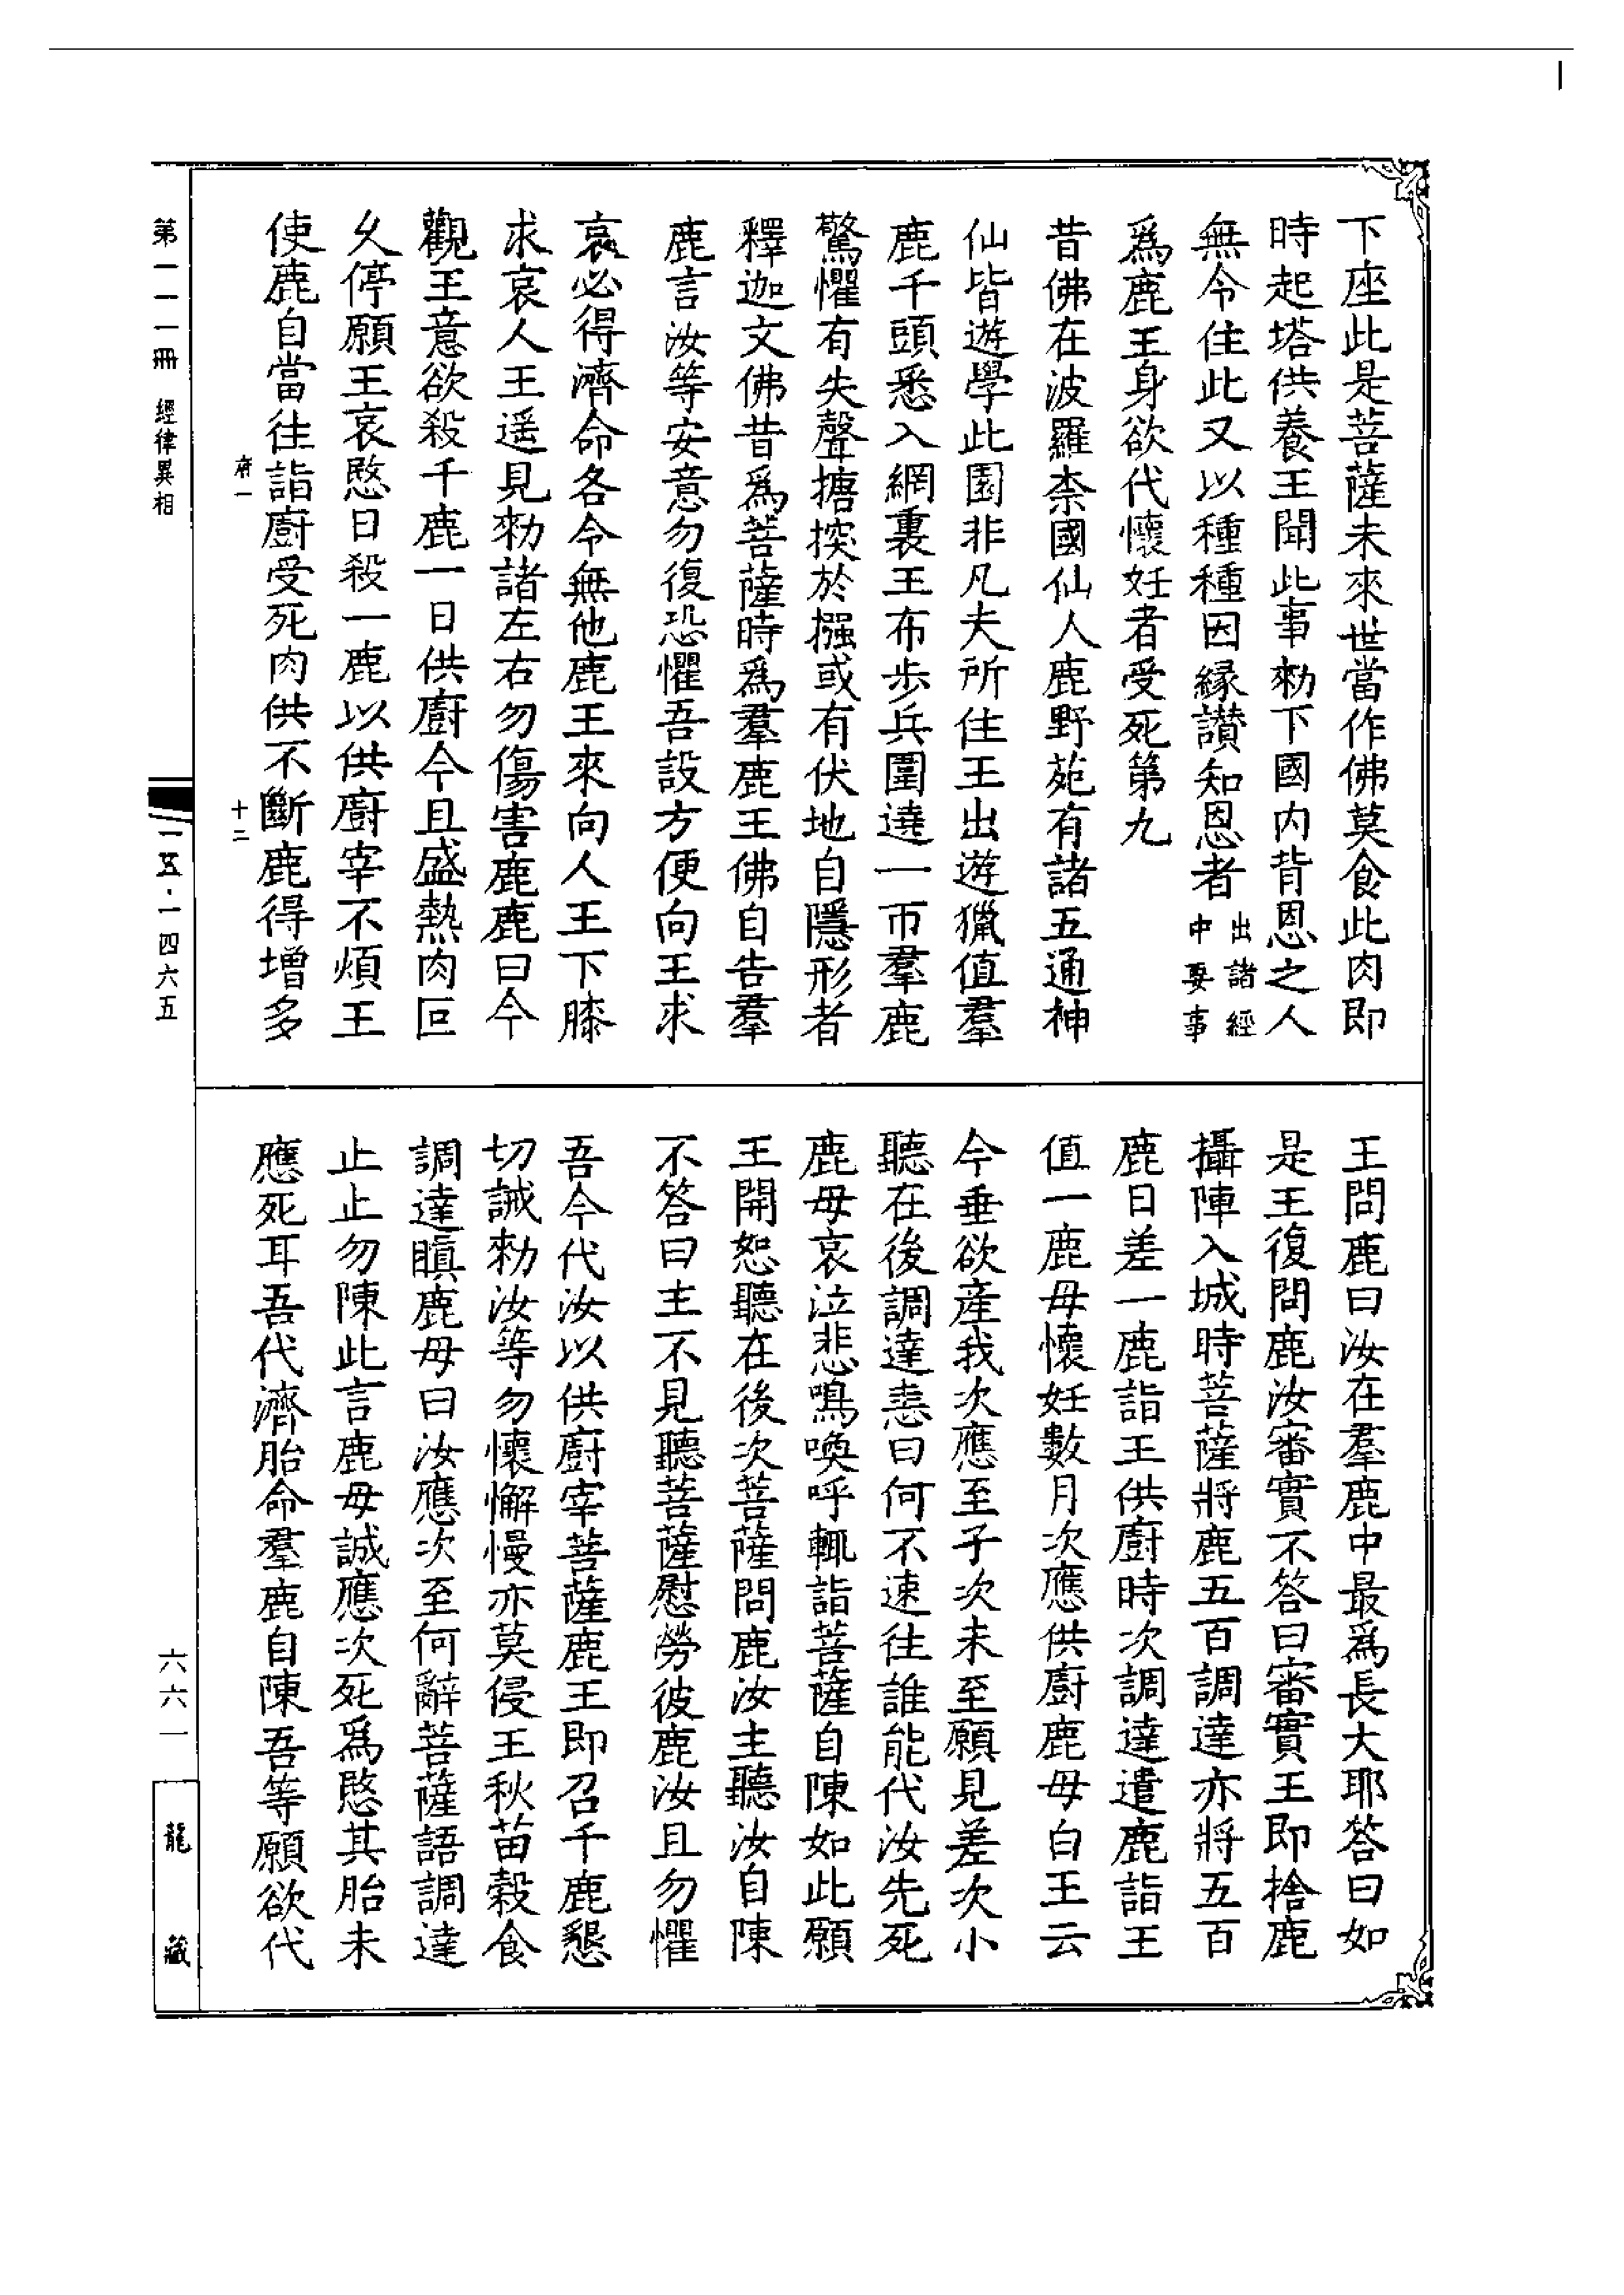 下座此是菩薩未來世當作佛莫食此肉即
時起塔供養王聞此事勑下國内背恩之人
無令住此又以種種因緣讃知恩者出諸經中要事
爲鹿王身欲代懷妊者受死第九
昔佛在波羅柰國仙人鹿野苑有諸五通神
仙皆遊學此園非凡夫所住王出遊獵值羣
鹿千頭悉入網裏王布步兵圍遶一帀羣鹿
驚懼有失聲搪揬於摾或有伏地自隱形者
釋迦文佛昔爲菩薩時爲羣鹿王佛自告羣
鹿言汝等安意勿復恐懼吾設方便向王求
哀必得濟命各令無他鹿王來向人王下膝
求哀人王遥見勑諸左右勿傷害鹿鹿曰今
觀王意欲殺千鹿一日供廚今且盛熱肉叵
久停願王哀愍日殺一鹿以供廚宰不煩王
使鹿自當往詣廚受死肉供不斷鹿得增多
王問鹿曰汝在羣鹿中最爲長大耶答曰如
是王復問鹿汝審實不答曰審實王即捨鹿
攝陣入城時菩薩將鹿五百調達亦將五百
鹿日差一鹿詣王供廚時次調達遣鹿詣王
值一鹿母懷妊數月次應供廚鹿母白王云
今垂欲産我次應至子次未至願見差次小
聽在後調達恚曰何不速往誰能代汝先死
鹿母哀泣悲鳴喚呼輒詣菩薩自陳如此願
王開恕聽在後次菩薩問鹿汝主聽汝自陳
不答曰主不見聽菩薩慰勞彼鹿汝且勿懼
吾今代汝以供廚宰菩薩鹿王即召千鹿懇
切誡勑汝等勿懷懈慢亦莫侵王秋苗榖食
調達瞋鹿母曰汝應次至何辭菩薩語調達
止止勿陳此言鹿母誠應次死爲愍其胎未
應死耳吾代濟胎命羣鹿自陳吾等願欲代
府一
十二
第一一一冊 經律異相
一五·一四六五
六六一
龍藏